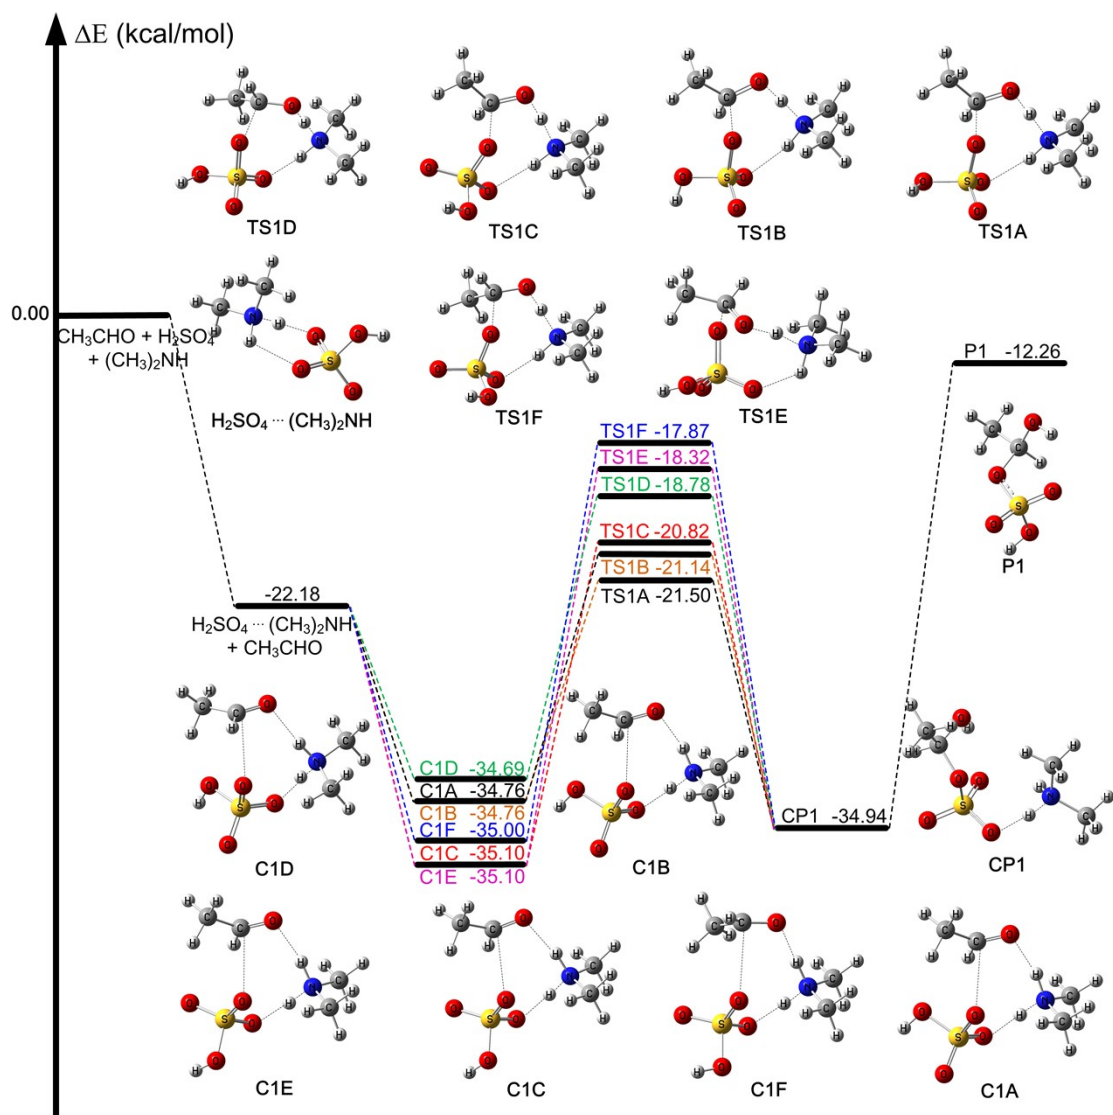 ΔE (kcal/mol)
TS1D
TS1C
TS1B
TS1A
0.00
CH₃CHO + H₂SO₄
+ (CH₃)₂NH
H₂SO₄ ··· (CH₃)₂NH
TS1F
TS1E
P1 -12.26
TS1F -17.87
TS1E -18.32
TS1D -18.78
TS1C -20.82
TS1B -21.14
TS1A -21.50
P1
-22.18
H₂SO₄ ··· (CH₃)₂NH
+ CH₃CHO
C1D -34.69
C1A -34.76
C1B -34.76
C1F -35.00
C1C -35.10
C1E -35.10
CP1 -34.94
C1D
C1B
CP1
C1E
C1C
C1F
C1A